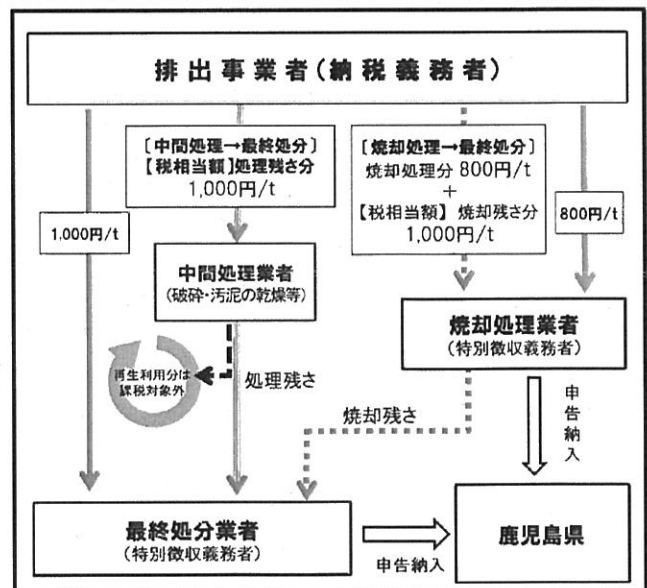 排出事業者(納税義務者)
[中間処理→最終処分]
【税相当額】処理残さ分
1,000円/t
[焼却処理→最終処分]
焼却処理分 800円/t
+
【税相当額】 焼却残さ分
1,000円/t
1,000円/t
800円/t
中間処理業者
(破砕・汚泥の乾燥等)
焼却処理業者
(特別徴収義務者)
再生利用分は
課税対象外
処理残さ
焼却残さ
申告納入
最終処分業者
(特別徴収義務者)
申告納入
鹿児島県